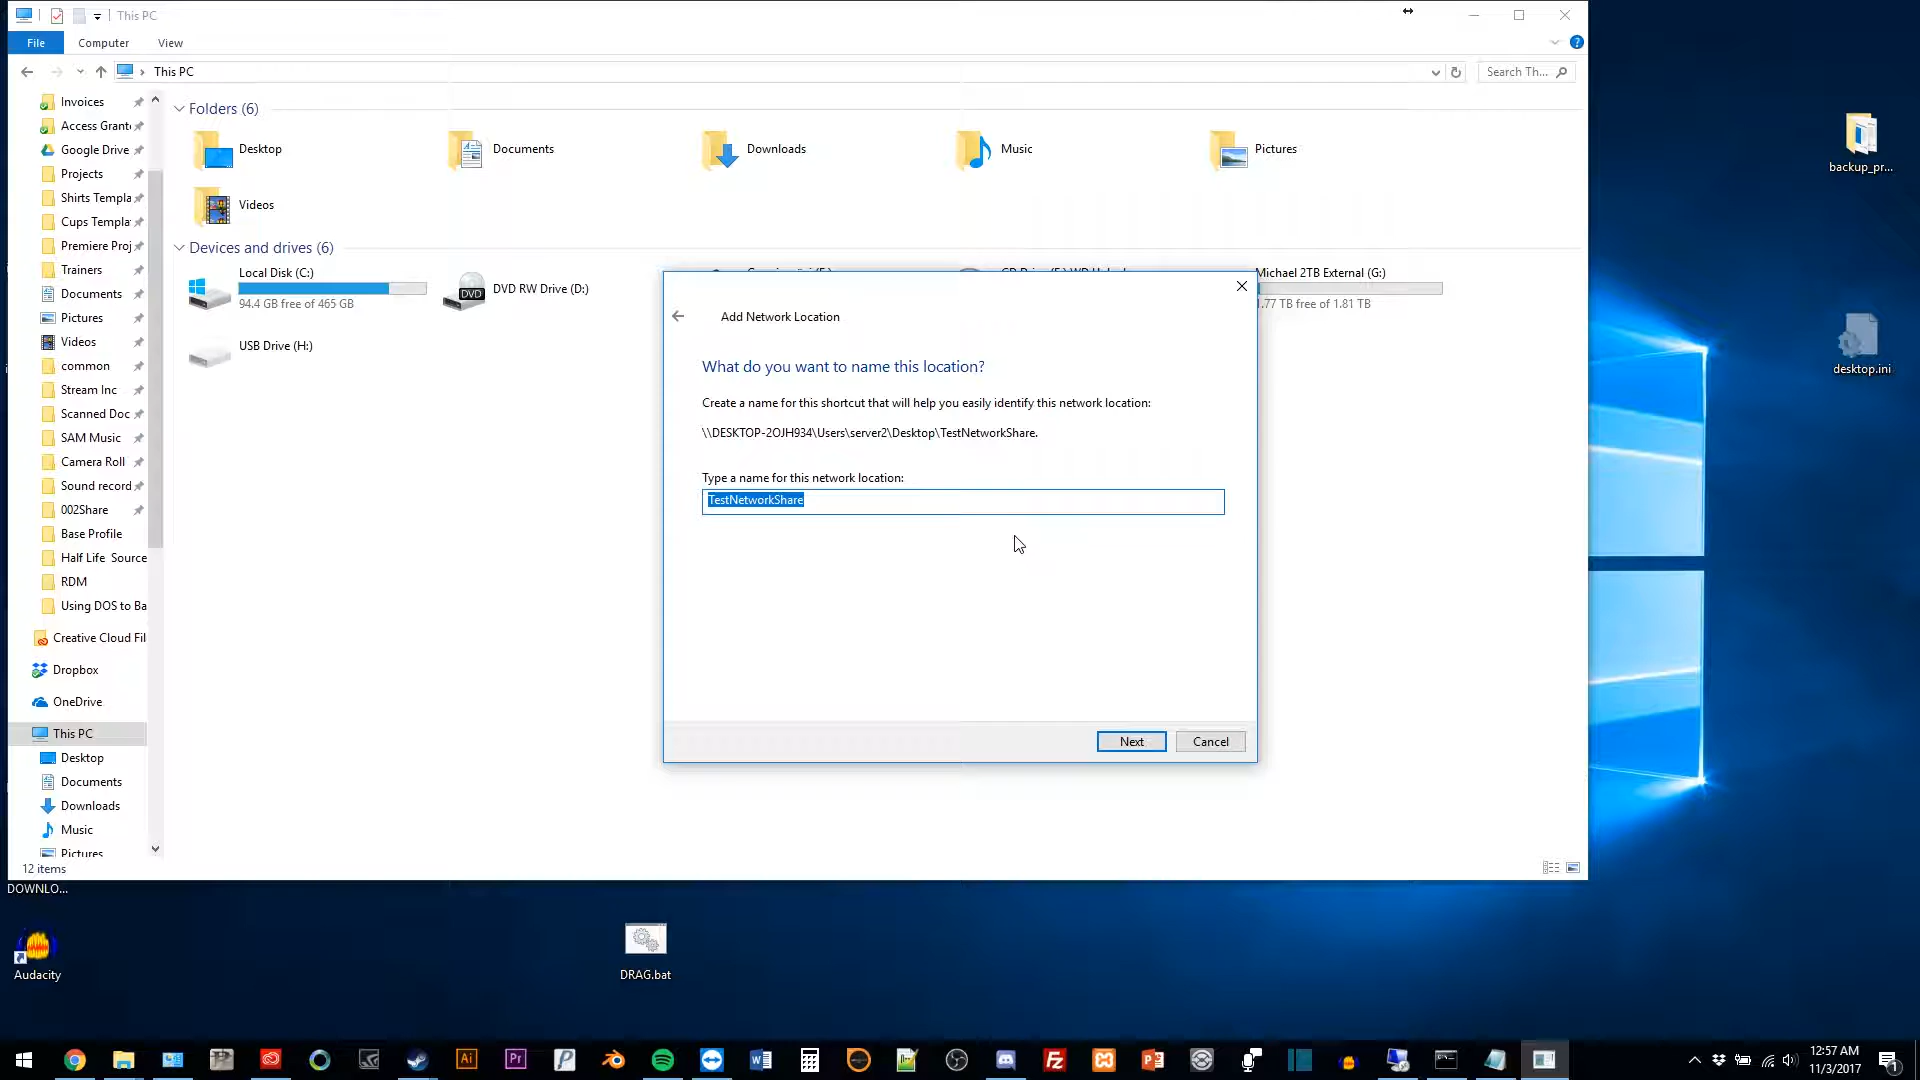 This PC
File
Computer
View
This PC
Search Th...
Invoices
Access Grant
Google Drive
Projects
Shirts Templa
Cups Templa
Premiere Proj
Trainers
Documents
Pictures
Videos
common
Stream Inc
Scanned Doc
SAM Music
Camera Roll
Sound record
002Share
Base Profile
Half Life Source
RDM
Using DOS to Ba
Creative Cloud Fil
Dropbox
OneDrive
This PC
Desktop
Documents
Downloads
Music
Pictures
12 items
Folders (6)
Desktop
Documents
Downloads
Music
Pictures
Videos
Devices and drives (6)
Local Disk (C:)
94.4 GB free of 465 GB
DVD
DVD RW Drive (D:)
Michael 2TB External (G:)
1.77 TB free of 1.81 TB
USB Drive (H:)
Add Network Location
What do you want to name this location?
Create a name for this shortcut that will help you easily identify this network location:
\\DESKTOP-2OJH934\Users\server2\Desktop\TestNetworkShare.
Type a name for this network location:
TestNetworkShare
Next
Cancel
backup_pr...
desktop.ini
DOWNLO...
Audacity
DRAG.bat
12:57 AM
11/3/2017